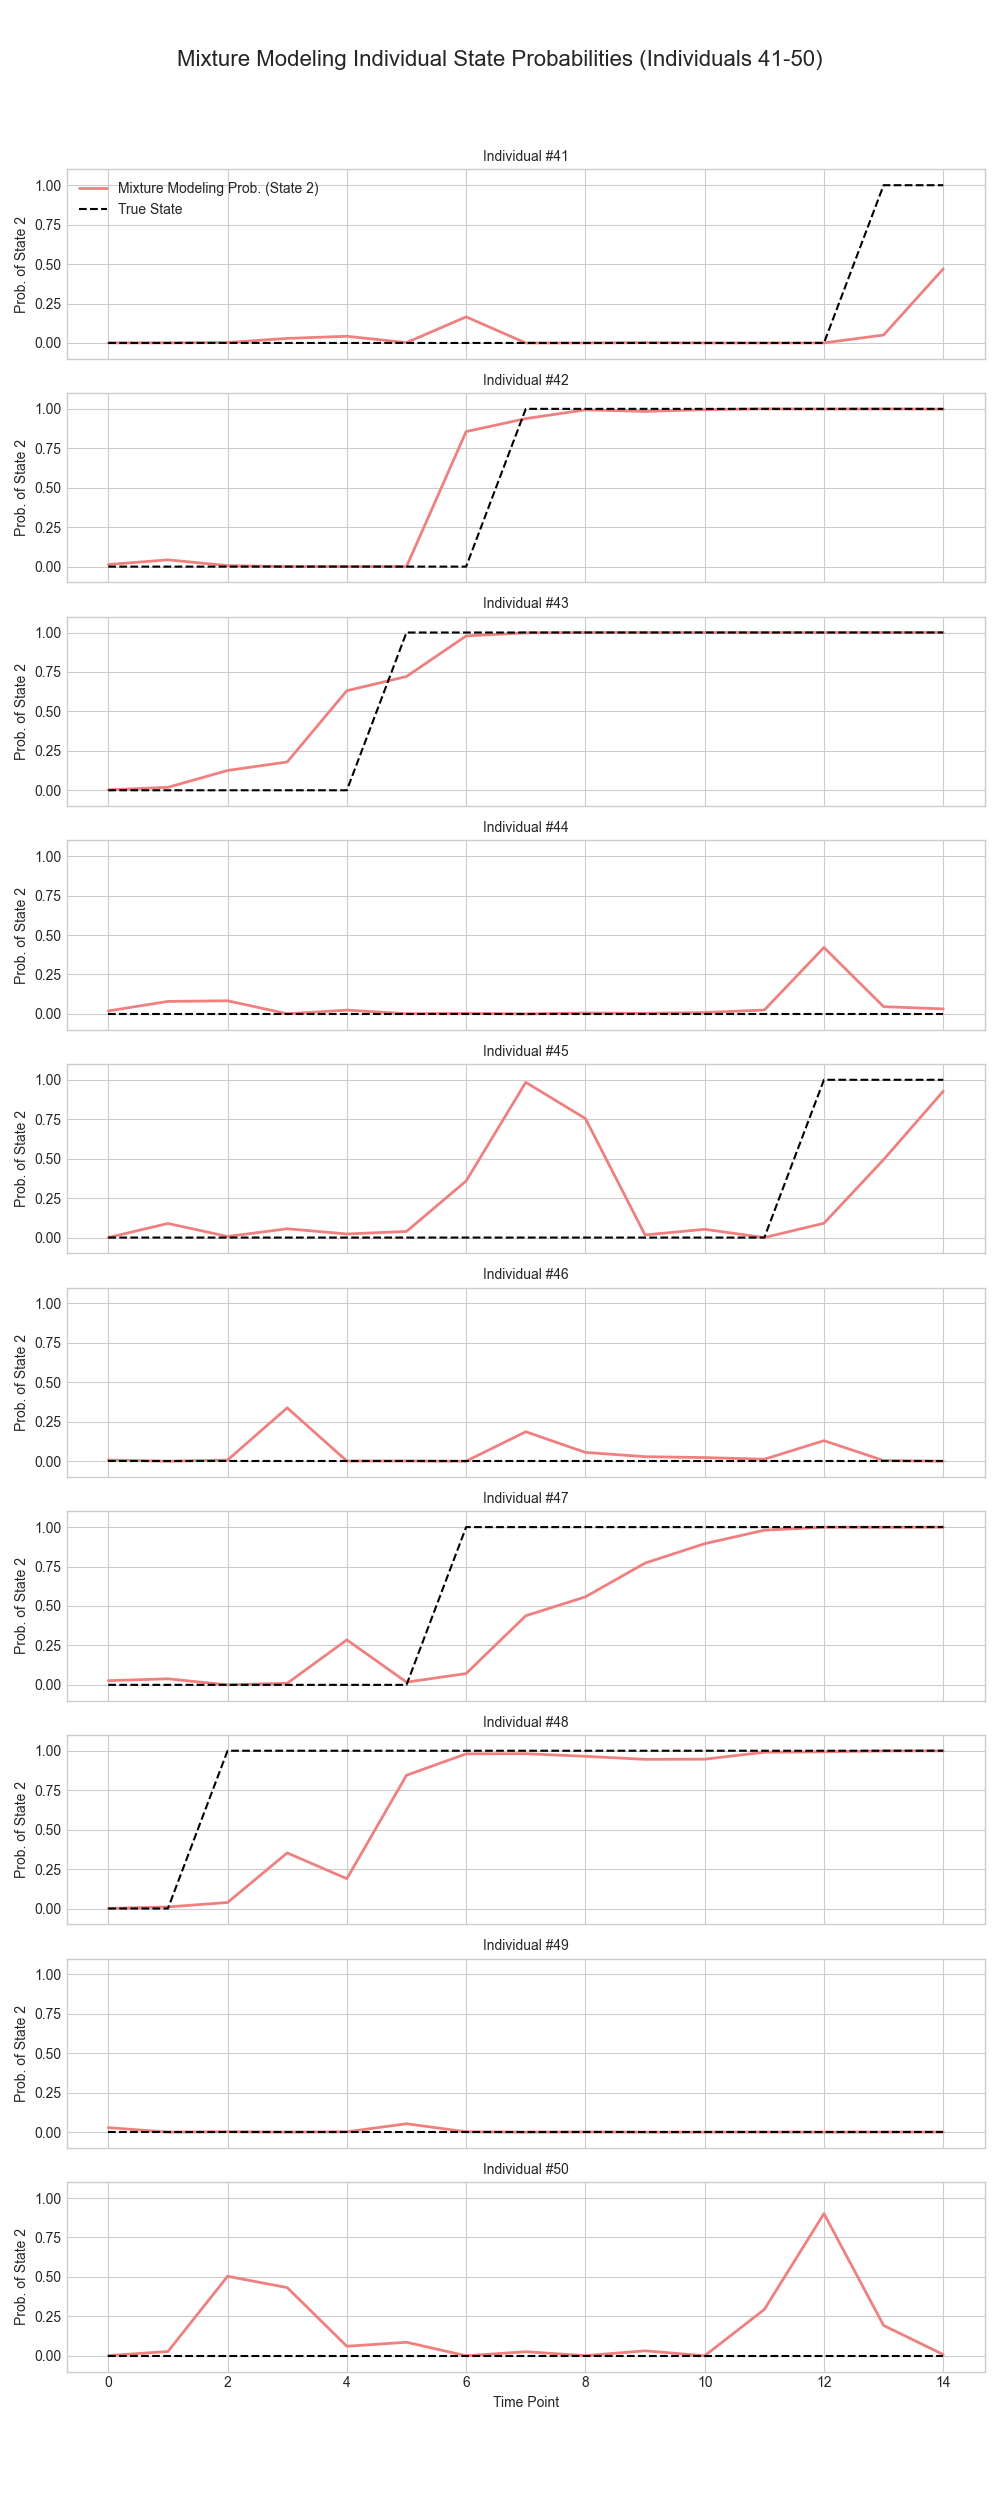 Mixture Modeling Individual State Probabilities (Individuals 41-50)
Individual #41
Mixture Modeling Prob. (State 2)
True State
Prob. of State 2
1.00
0.75
0.50
0.25
0.00
Individual #42
Prob. of State 2
1.00
0.75
0.50
0.25
0.00
Individual #43
Prob. of State 2
1.00
0.75
0.50
0.25
0.00
Individual #44
Prob. of State 2
1.00
0.75
0.50
0.25
0.00
Individual #45
Prob. of State 2
1.00
0.75
0.50
0.25
0.00
Individual #46
Prob. of State 2
1.00
0.75
0.50
0.25
0.00
Individual #47
Prob. of State 2
1.00
0.75
0.50
0.25
0.00
Individual #48
Prob. of State 2
1.00
0.75
0.50
0.25
0.00
Individual #49
Prob. of State 2
1.00
0.75
0.50
0.25
0.00
Individual #50
Prob. of State 2
1.00
0.75
0.50
0.25
0.00
0 2 4 6 8 10 12 14
Time Point